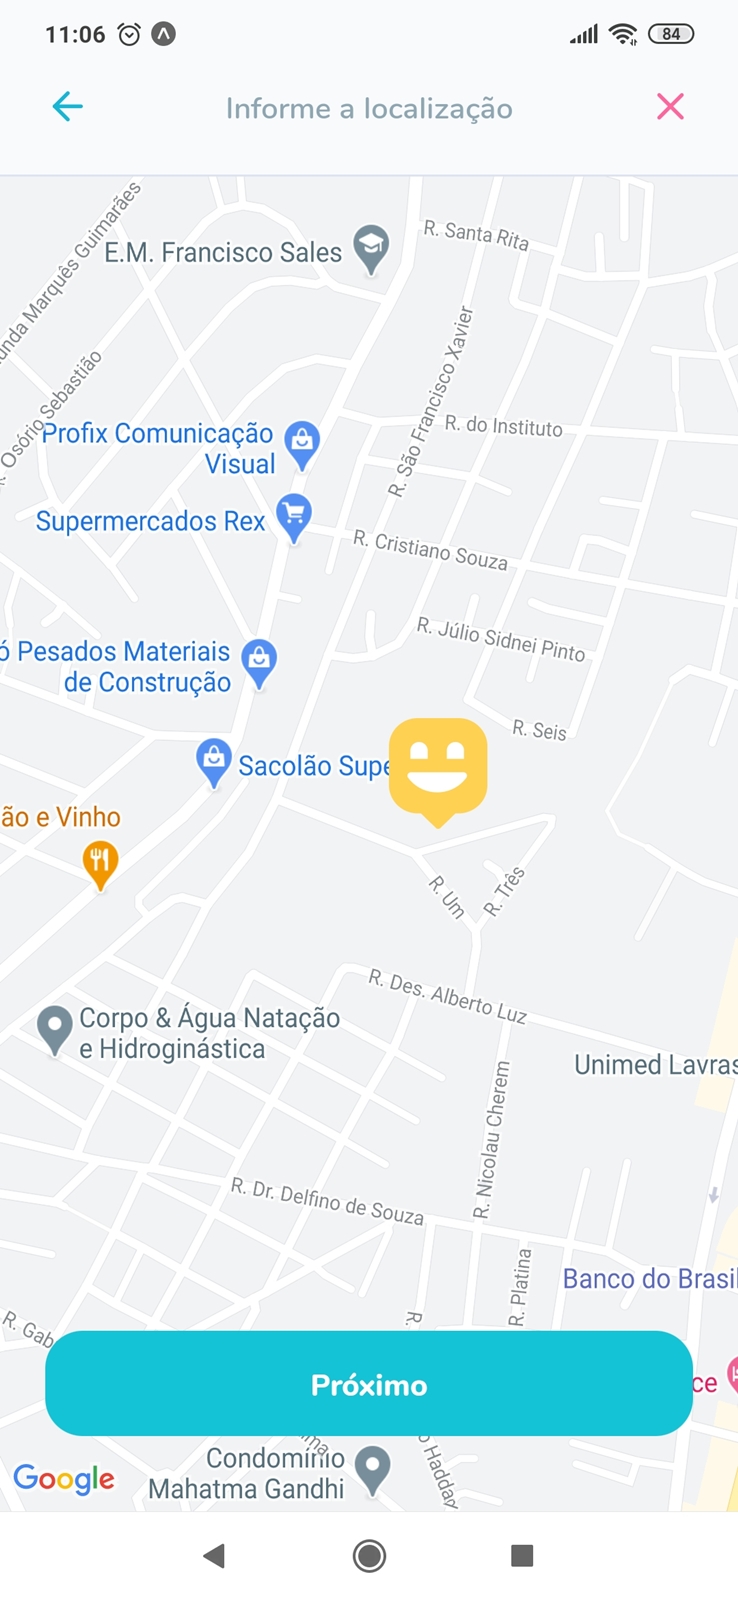 11:06
84
Informe a localização
unda Marquês Guimarães
E.M. Francisco Sales
R. Santa Rita
Osório Sebastião
R. São Francisco Xavier
Profix Comunicação
Visual
R. do Instituto
Supermercados Rex
R. Cristiano Souza
R. Júlio Sidnei Pinto
ó Pesados Materiais
de Construção
R. Seis
Sacolão Supe
ão e Vinho
R. Um
R. Três
R. Des. Alberto Luz
Corpo & Água Natação
e Hidroginástica
Unimed Lavras
R. Nicolau Cherem
R. Dr. Delfino de Souza
R. Platina
Banco do Brasil
R.
R. Gab
Próximo
ce
Condomínio
Mahatma Gandhi
Haddad
Google